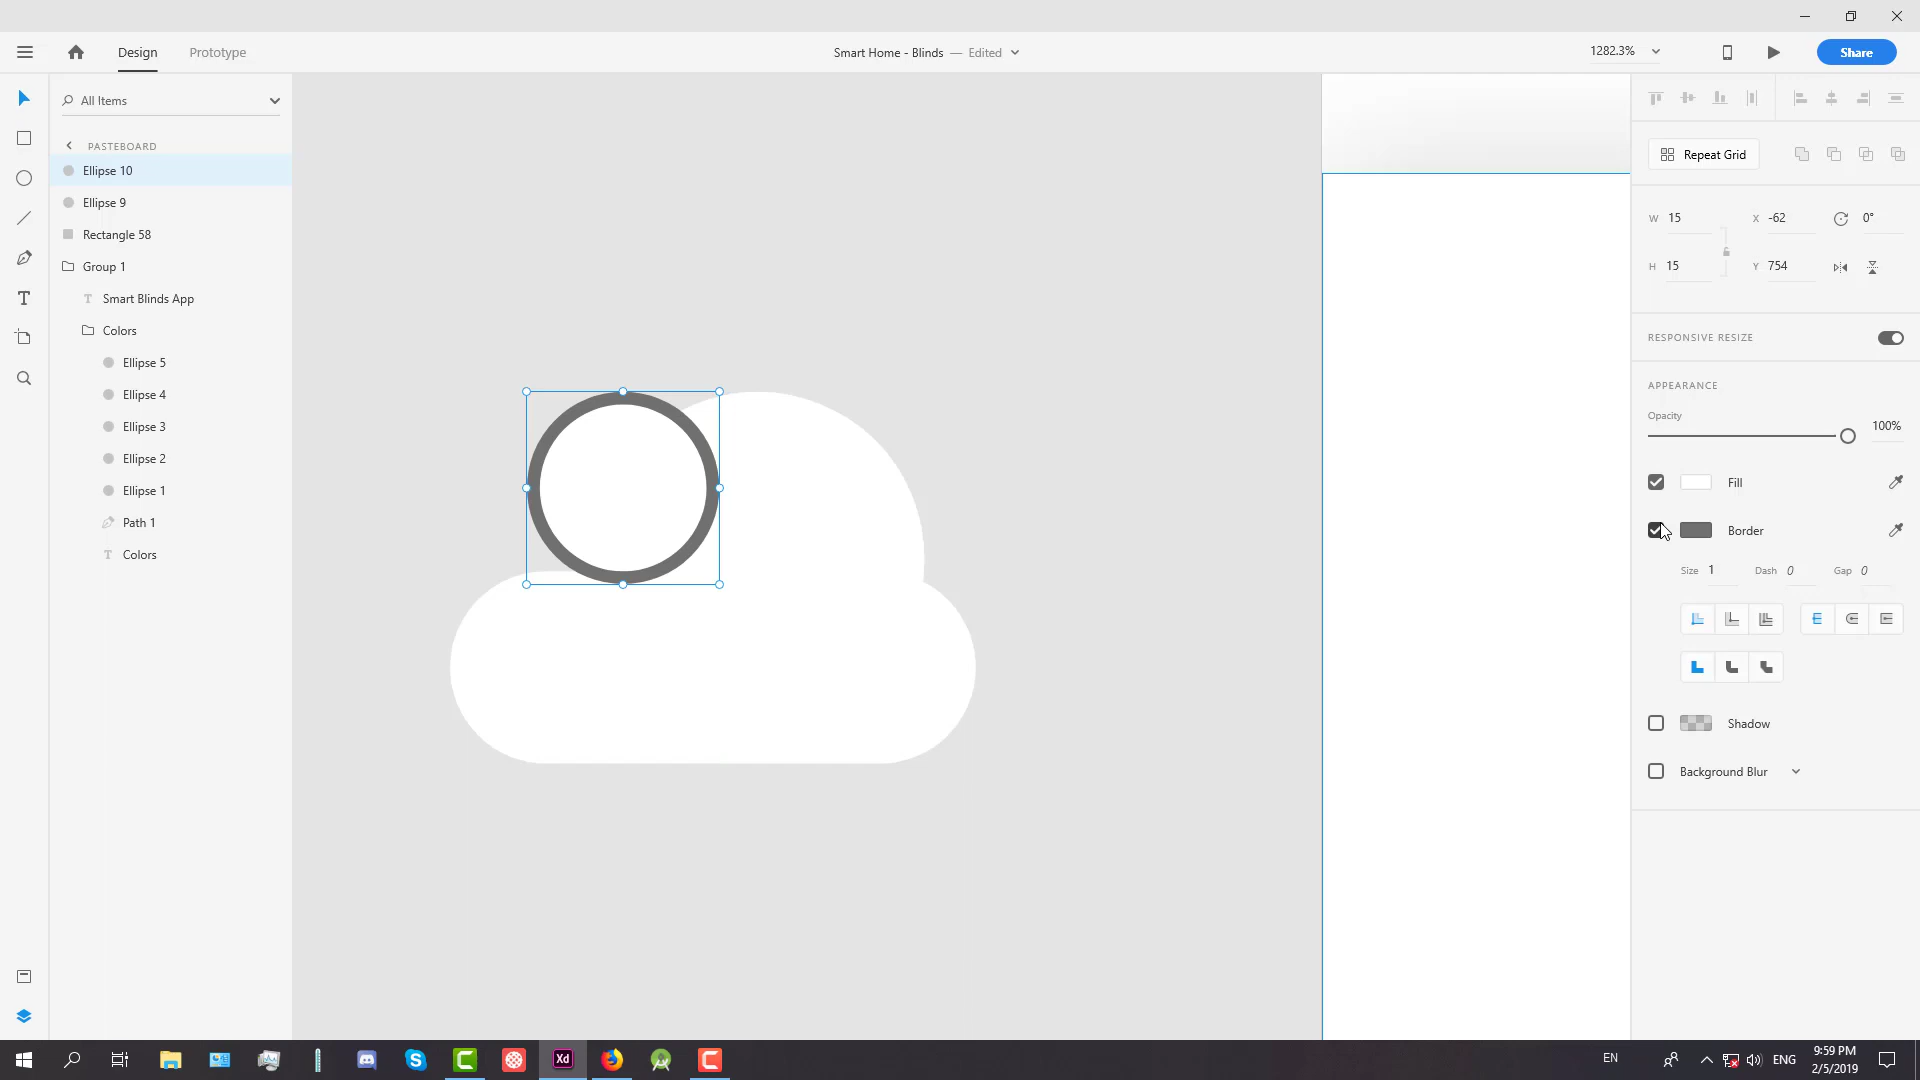 Design
Prototype
Smart Home - Blinds — Edited
1282.3%
Share
All Items
PASTEBOARD
Ellipse 10
Ellipse 9
Rectangle 58
Group 1
T Smart Blinds App
Colors
Ellipse 5
Ellipse 4
Ellipse 3
Ellipse 2
Ellipse 1
Path 1
T Colors
Repeat Grid
W 15 X -62 0°
H 15 Y 754
RESPONSIVE RESIZE
APPEARANCE
Opacity
100%
Fill
Border
Size 1 Dash 0 Gap 0
Shadow
Background Blur
Xd
EN
ENG
9:59 PM
2/5/2019